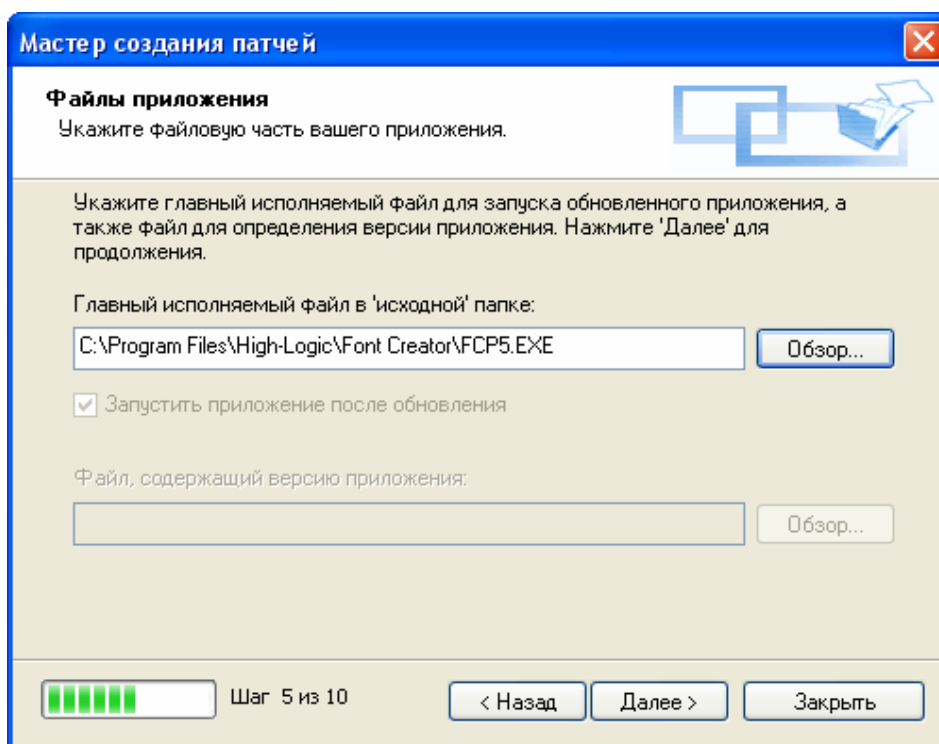 Мастер создания патчей
Файлы приложения
Укажите файловую часть вашего приложения.
Укажите главный исполняемый файл для запуска обновленного приложения, а
также файл для определения версии приложения. Нажмите 'Далее' для
продолжения.
Главный исполняемый файл в 'исходной' папке:
C:\Program Files\High-Logic\Font Creator\FCP5.EXE
Обзор...
Запустить приложение после обновления
Файл, содержащий версию приложения:
Обзор...
Шаг 5 из 10
< Назад
Далее >
Закрыть